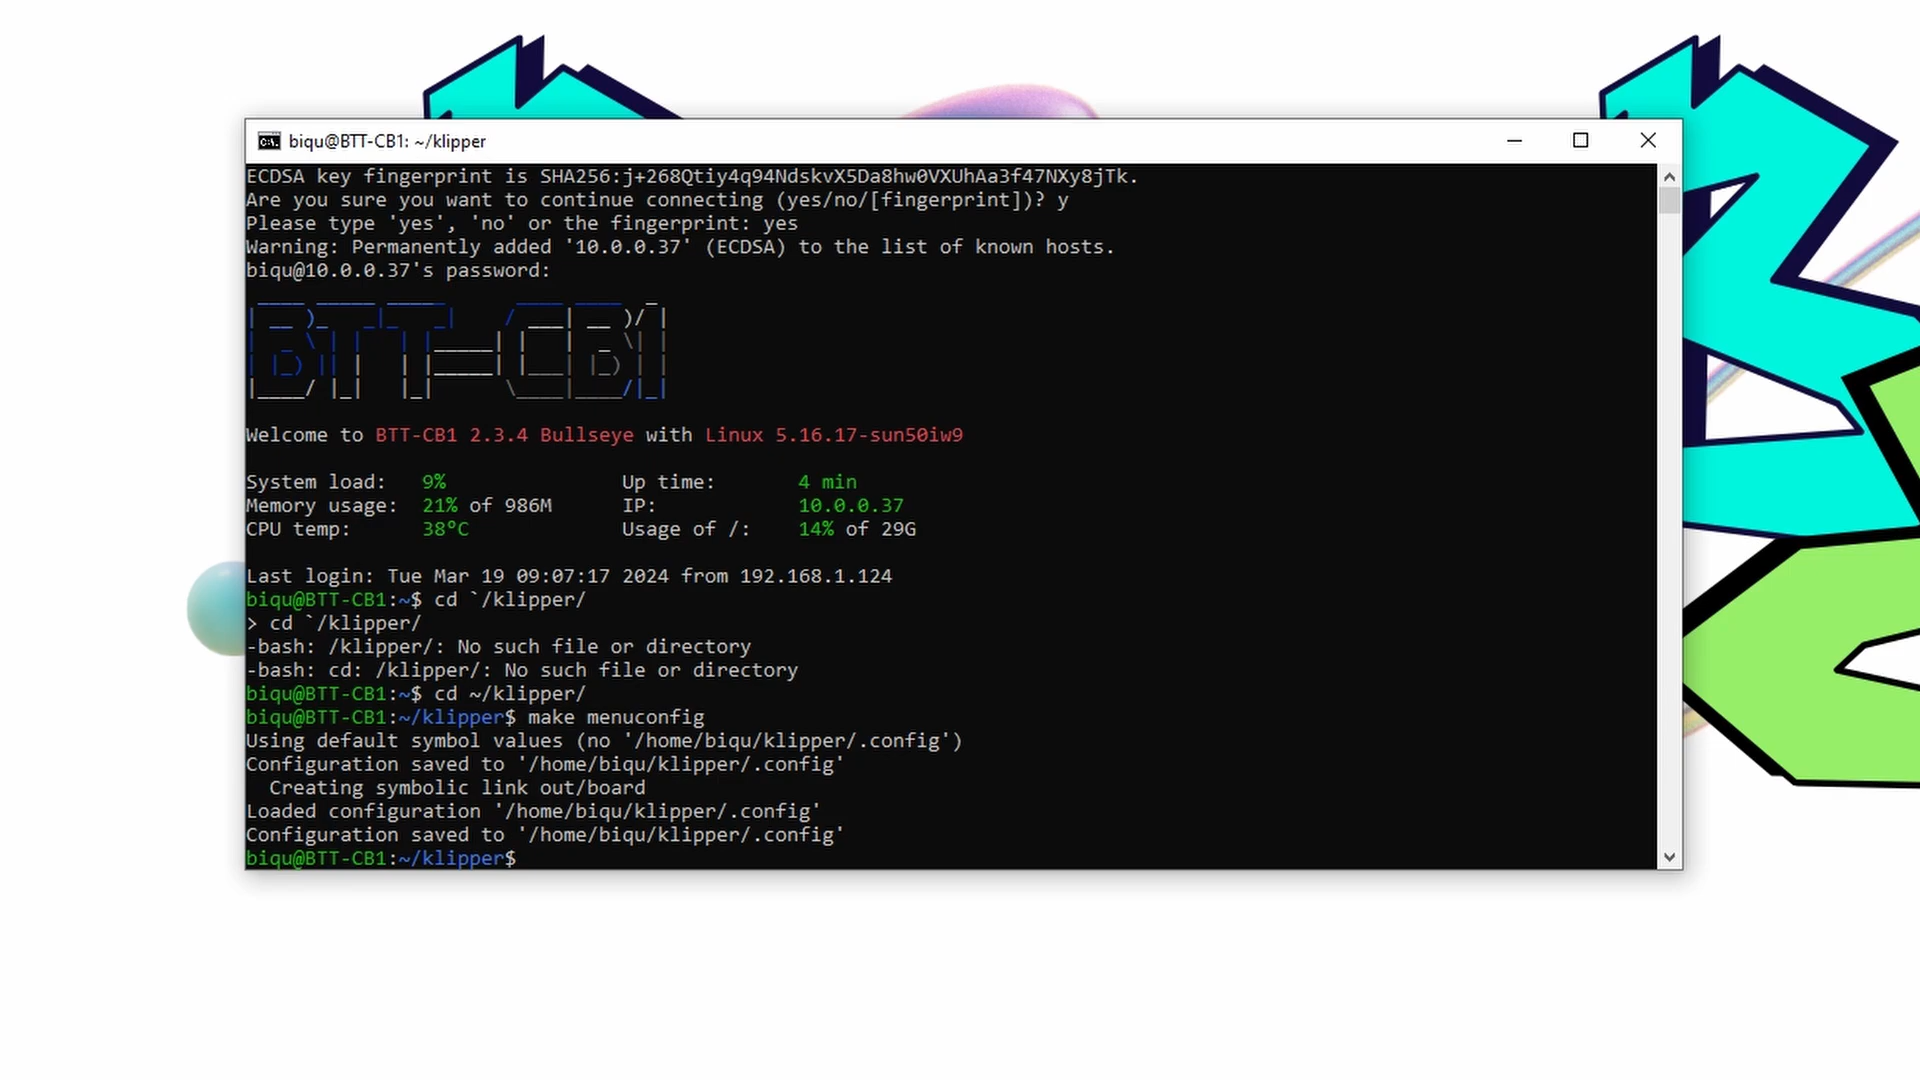 biqu@BTT-CB1: ~/klipper
ECDSA key fingerprint is SHA256:j+268Qtiy4q94NdskvX5Da8hw0VXUhAa3f47NXy8jTk.
Are you sure you want to continue connecting (yes/no/[fingerprint])? y
Please type 'yes', 'no' or the fingerprint: yes
Warning: Permanently added '10.0.0.37' (ECDSA) to the list of known hosts.
biqu@10.0.0.37's password:
BTT-CB1
Welcome to BTT-CB1 2.3.4 Bullseye with Linux 5.16.17-sun50iw9
System load: 9% Up time: 4 min
Memory usage: 21% of 986M IP: 10.0.0.37
CPU temp: 38°C Usage of /: 14% of 29G
Last login: Tue Mar 19 09:07:17 2024 from 192.168.1.124
biqu@BTT-CB1:~$ cd `/klipper/
> cd `/klipper/
-bash: /klipper/: No such file or directory
-bash: cd: /klipper/: No such file or directory
biqu@BTT-CB1:~$ cd ~/klipper/
biqu@BTT-CB1:~/klipper$ make menuconfig
Using default symbol values (no '/home/biqu/klipper/.config')
Configuration saved to '/home/biqu/klipper/.config'
Creating symbolic link out/board
Loaded configuration '/home/biqu/klipper/.config'
Configuration saved to '/home/biqu/klipper/.config'
biqu@BTT-CB1:~/klipper$